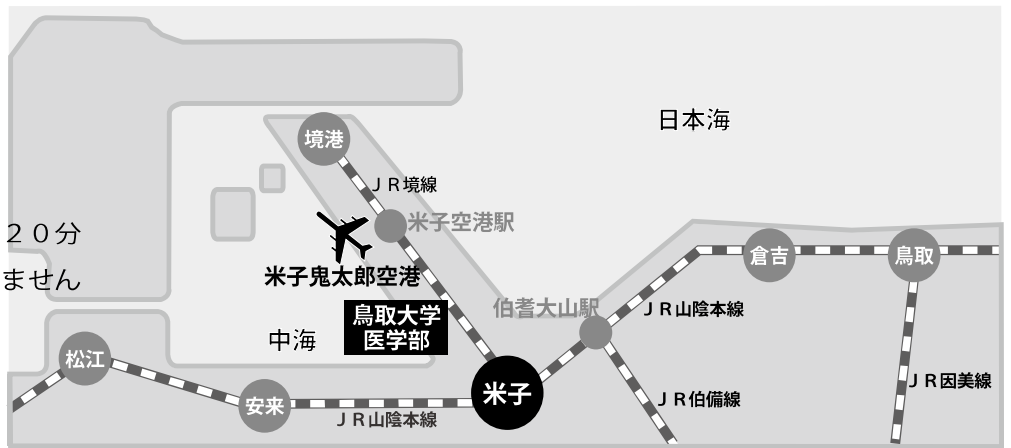 日本海
境港
ＪＲ境線
米子空港駅
２０分
ません
米子鬼太郎空港
倉吉
鳥取
鳥取大学
医学部
伯耆大山駅
ＪＲ山陰本線
中海
松江
安来
米子
ＪＲ山陰本線
ＪＲ伯備線
ＪＲ因美線